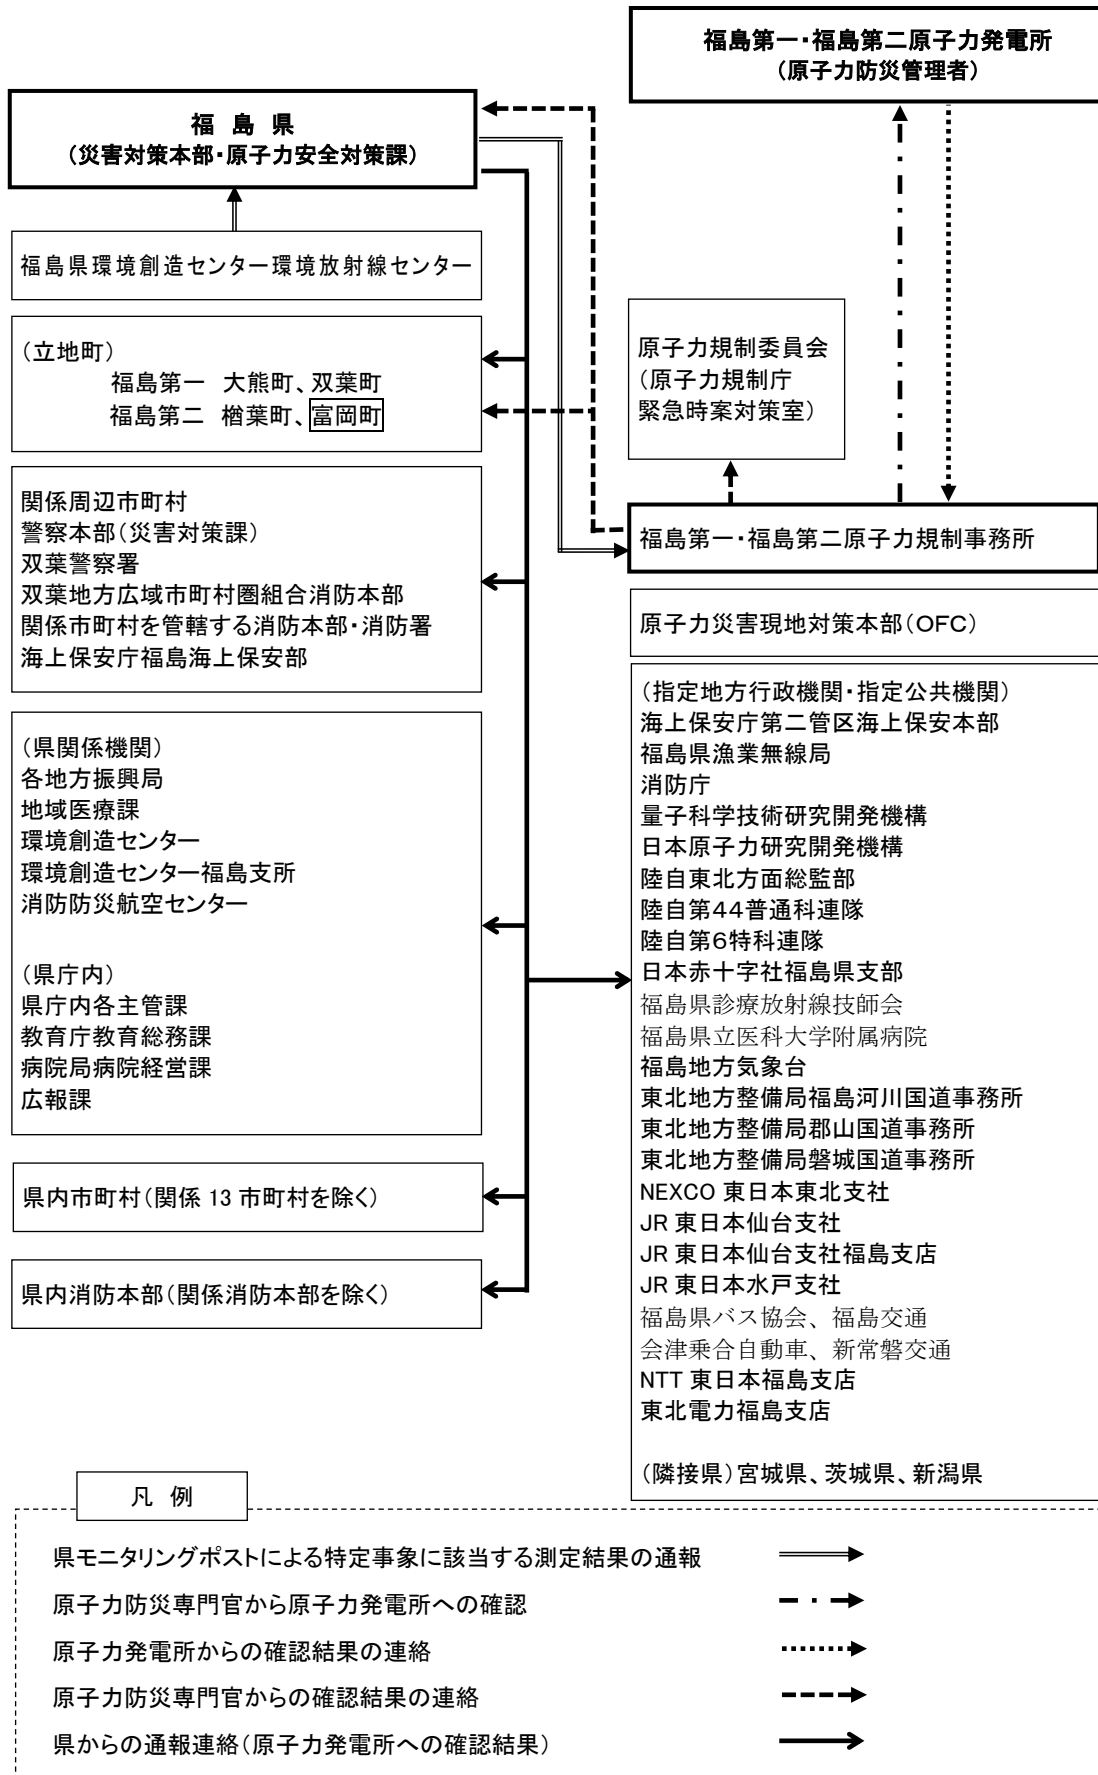 福島第一・福島第二原子力発電所
(原子力防災管理者)
福 島 県
(災害対策本部・原子力安全対策課)
福島県環境創造センター環境放射線センター
(立地町)
福島第一 大熊町、双葉町
福島第二 楢葉町、富岡町
原子力規制委員会
(原子力規制庁
緊急時案対策室)
関係周辺市町村
警察本部(災害対策課)
双葉警察署
双葉地方広域市町村圏組合消防本部
関係市町村を管轄する消防本部・消防署
海上保安庁福島海上保安部
福島第一・福島第二原子力規制事務所
原子力災害現地対策本部(OFC)
(県関係機関)
各地方振興局
地域医療課
環境創造センター
環境創造センター福島支所
消防防災航空センター
(県庁内)
県庁内各主管課
教育庁教育総務課
病院局病院経営課
広報課
県内市町村(関係 13 市町村を除く)
県内消防本部(関係消防本部を除く)
(指定地方行政機関・指定公共機関)
海上保安庁第二管区海上保安本部
福島県漁業無線局
消防庁
量子科学技術研究開発機構
日本原子力研究開発機構
陸自東北方面総監部
陸自第44普通科連隊
陸自第6特科連隊
日本赤十字社福島県支部
福島県診療放射線技師会
福島県立医科大学附属病院
福島地方気象台
東北地方整備局福島河川国道事務所
東北地方整備局郡山国道事務所
東北地方整備局磐城国道事務所
NEXCO 東日本東北支社
JR 東日本仙台支社
JR 東日本仙台支社福島支店
JR 東日本水戸支社
福島県バス協会、福島交通
会津乗合自動車、新常磐交通
NTT 東日本福島支店
東北電力福島支店
(隣接県)宮城県、茨城県、新潟県
凡 例
県モニタリングポストによる特定事象に該当する測定結果の通報
原子力防災専門官から原子力発電所への確認
原子力発電所からの確認結果の連絡
原子力防災専門官からの確認結果の連絡
県からの通報連絡(原子力発電所への確認結果)